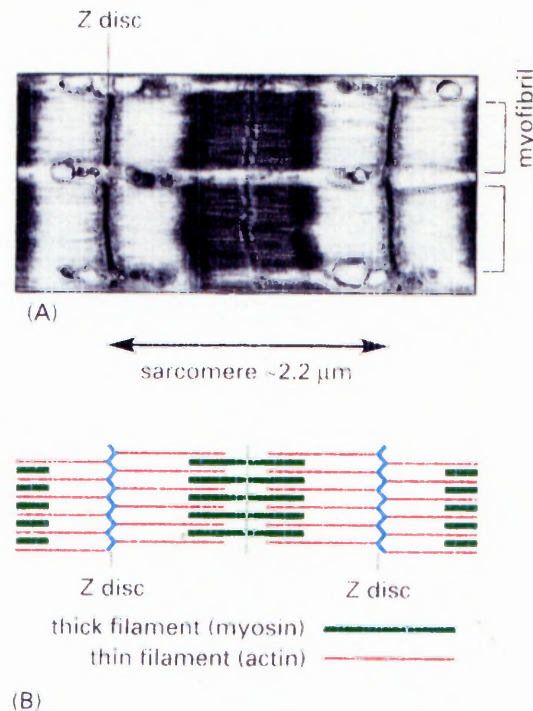 Z disc
myofibril
(A)
sarcomere ~2.2 μm
Z disc Z disc
thick filament (myosin)
thin filament (actin)
(B)